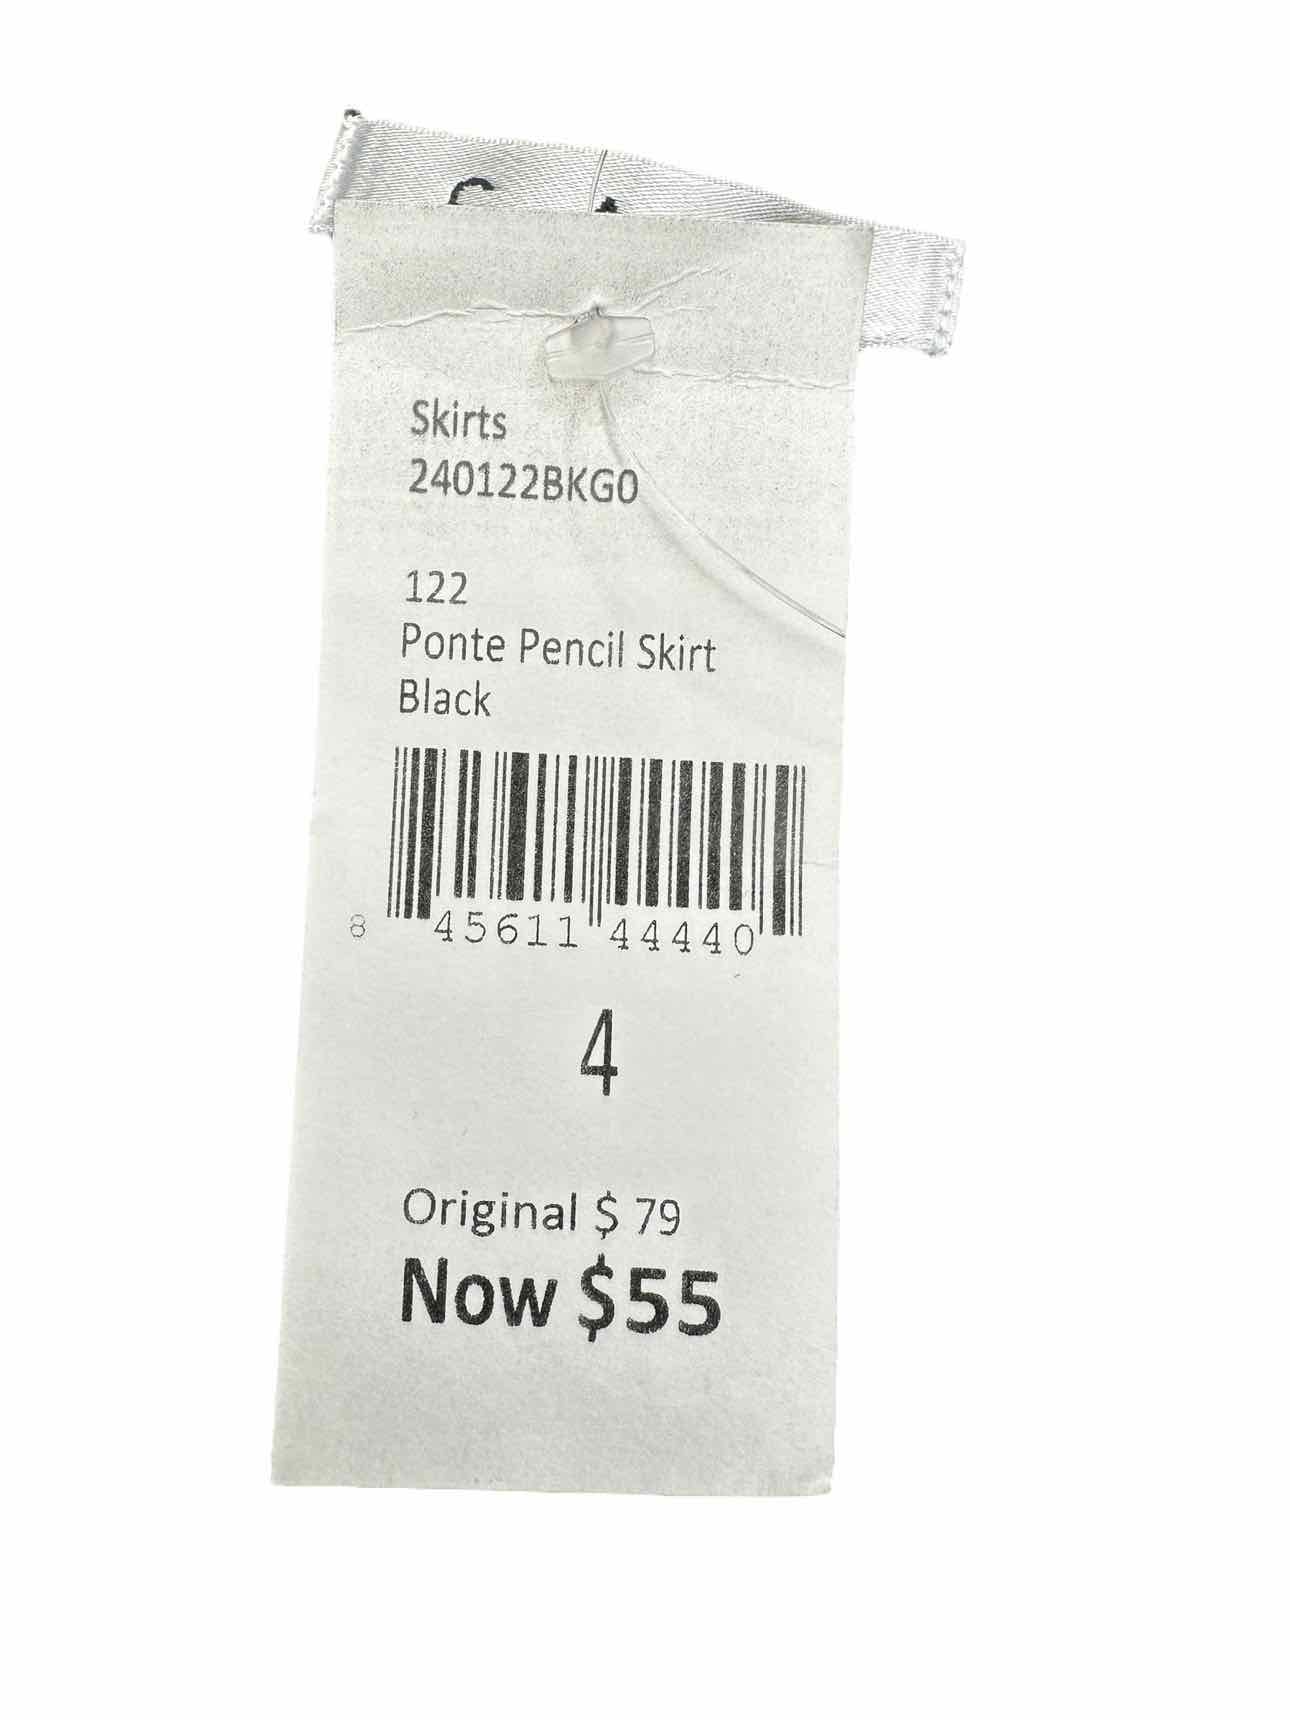 Skirts
240122BKG0
122
Ponte Pencil Skirt
Black
8 45611 44440
4
Original $ 79
Now $55